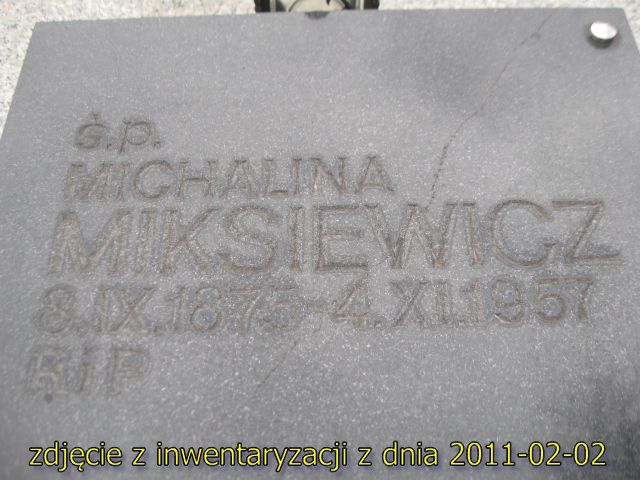 ś.p.
MICHALINA
MIKSIEWICZ
8.IX.1875-4.XI.1957
RiP
zdjęcie z inwentaryzacji z dnia 2011-02-02